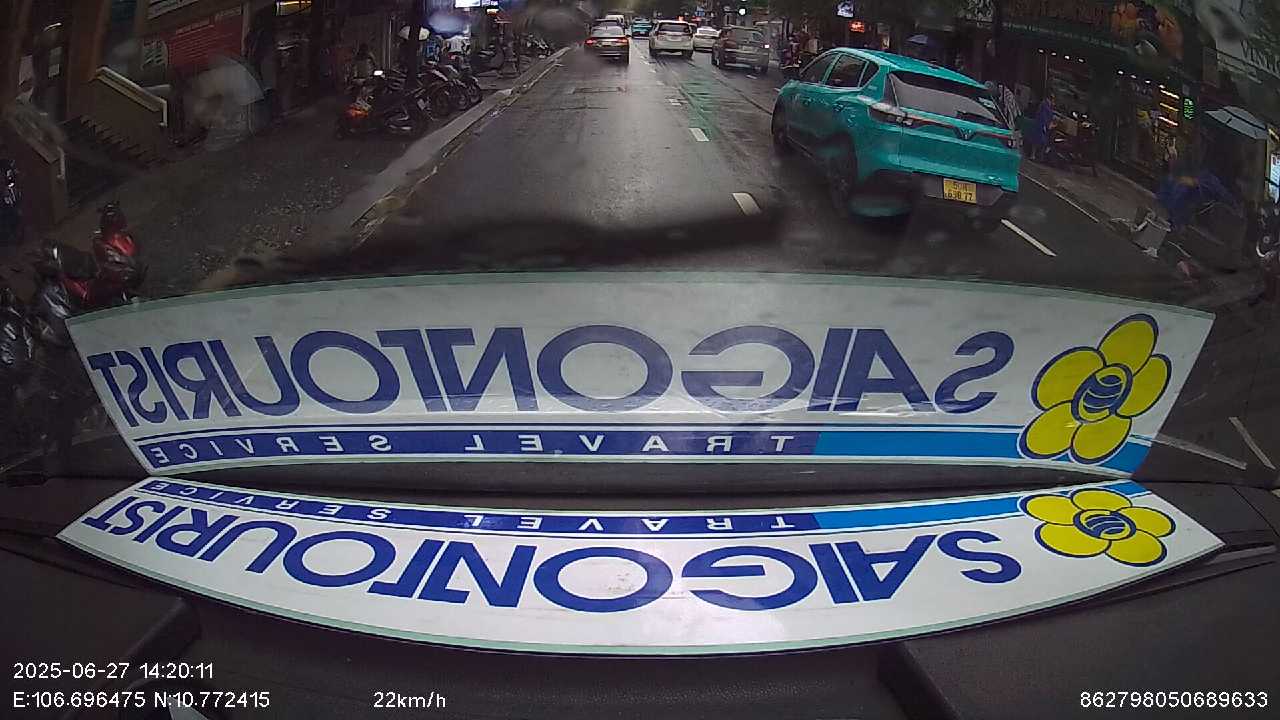 SAIGONTOURIST
TRAVEL SERVICE
TRAVEL SERVICE
SAIGONTOURIST
2025-06-27 14:20:11
E:106.696475 N:10.772415
22km/h
862798050689633